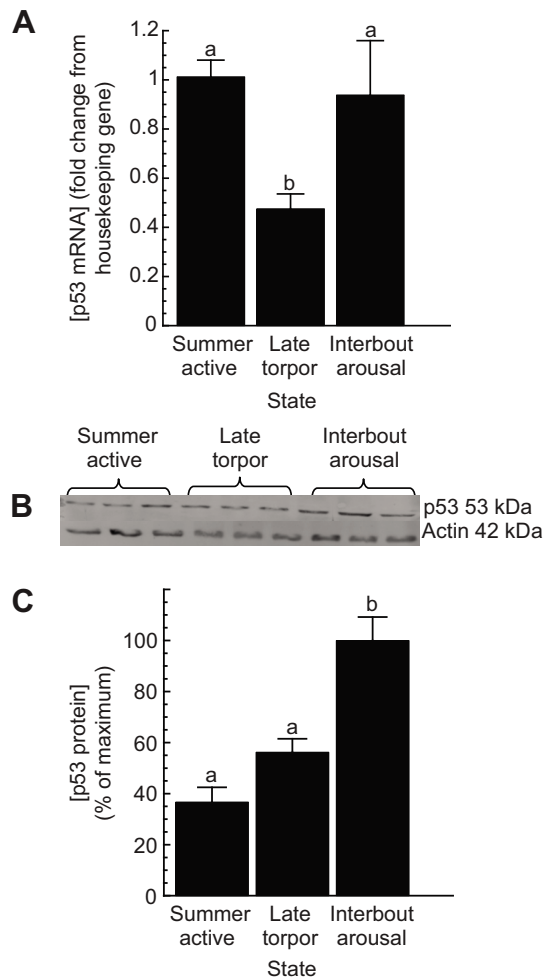 A
[p53 mRNA] (fold change from
housekeeping gene)
1.2
1
0.8
0.6
0.4
0.2
0
a
b
a
Summer
active
Late
torpor
Interbout
arousal
State
Summer
active
Late
torpor
Interbout
arousal
B
p53 53 kDa
Actin 42 kDa
C
[p53 protein]
(% of maximum)
100
80
60
40
20
0
a
a
b
Summer
active
Late
torpor
Interbout
arousal
State